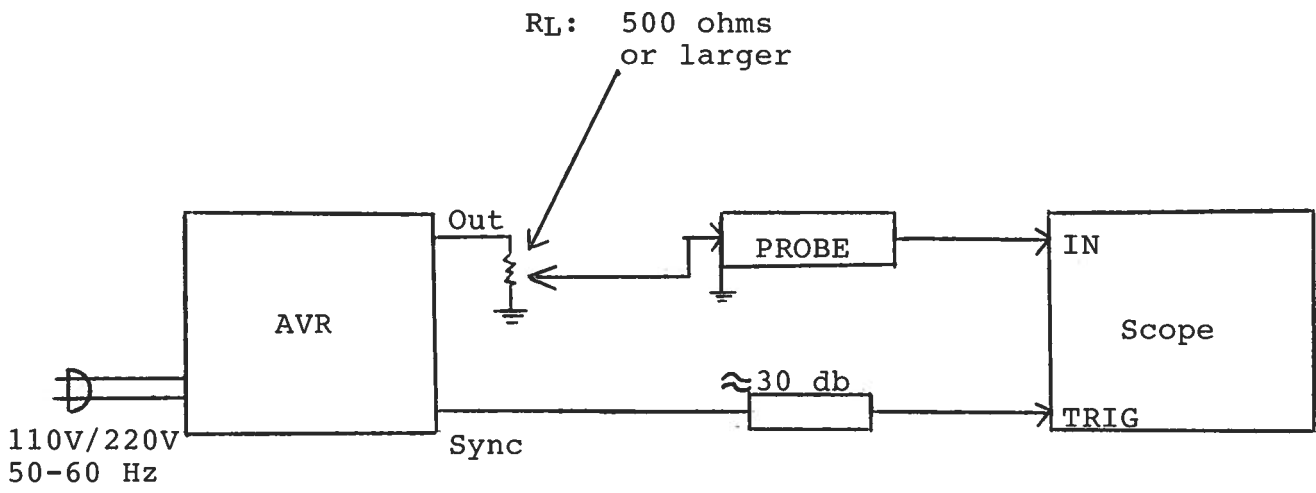 RL: 500 ohms
or larger
Out
PROBE
IN
AVR
Scope
≈30 db
TRIG
Sync
110V/220V
50-60 Hz